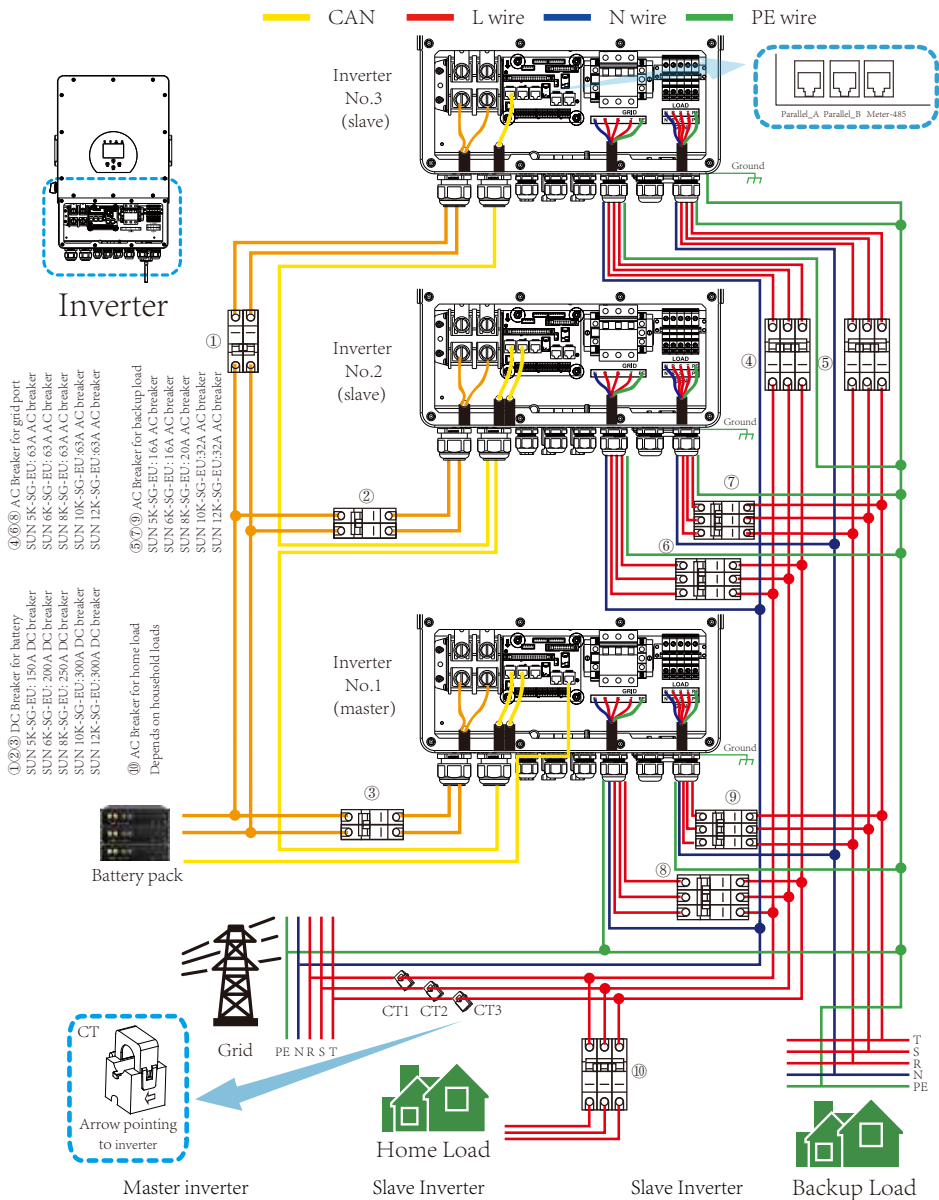 CAN L wire N wire PE wire
Inverter
No.3
(slave)
GRID
LOAD
Parallel_A Parallel_B Meter-485
Ground
Inverter
①
Inverter
No.2
(slave)
GRID
LOAD
Ground
④
⑤
②
⑦
⑥
④⑥⑧ AC Breaker for grid port
SUN 5K-SG-EU: 63A AC breaker
SUN 6K-SG-EU: 63A AC breaker
SUN 8K-SG-EU: 63A AC breaker
SUN 10K-SG-EU:63A AC breaker
SUN 12K-SG-EU:63A AC breaker
⑤⑦⑨ AC Breaker for backup load
SUN 5K-SG-EU: 16A AC breaker
SUN 6K-SG-EU: 16A AC breaker
SUN 8K-SG-EU: 20A AC breaker
SUN 10K-SG-EU:32A AC breaker
SUN 12K-SG-EU:32A AC breaker
①②③ DC Breaker for battery
SUN 5K-SG-EU: 150A DC breaker
SUN 6K-SG-EU: 200A DC breaker
SUN 8K-SG-EU: 250A DC breaker
SUN 10K-SG-EU:300A DC breaker
SUN 12K-SG-EU:300A DC breaker
⑩ AC Breaker for home load
Depends on household loads
Inverter
No.1
(master)
GRID
LOAD
Ground
③
⑨
⑧
Battery pack
CT1 CT2 CT3
Grid
PE N R S T
CT
Arrow pointing
to inverter
⑩
T
S
R
N
PE
Home Load
Backup Load
Master inverter Slave Inverter Slave Inverter